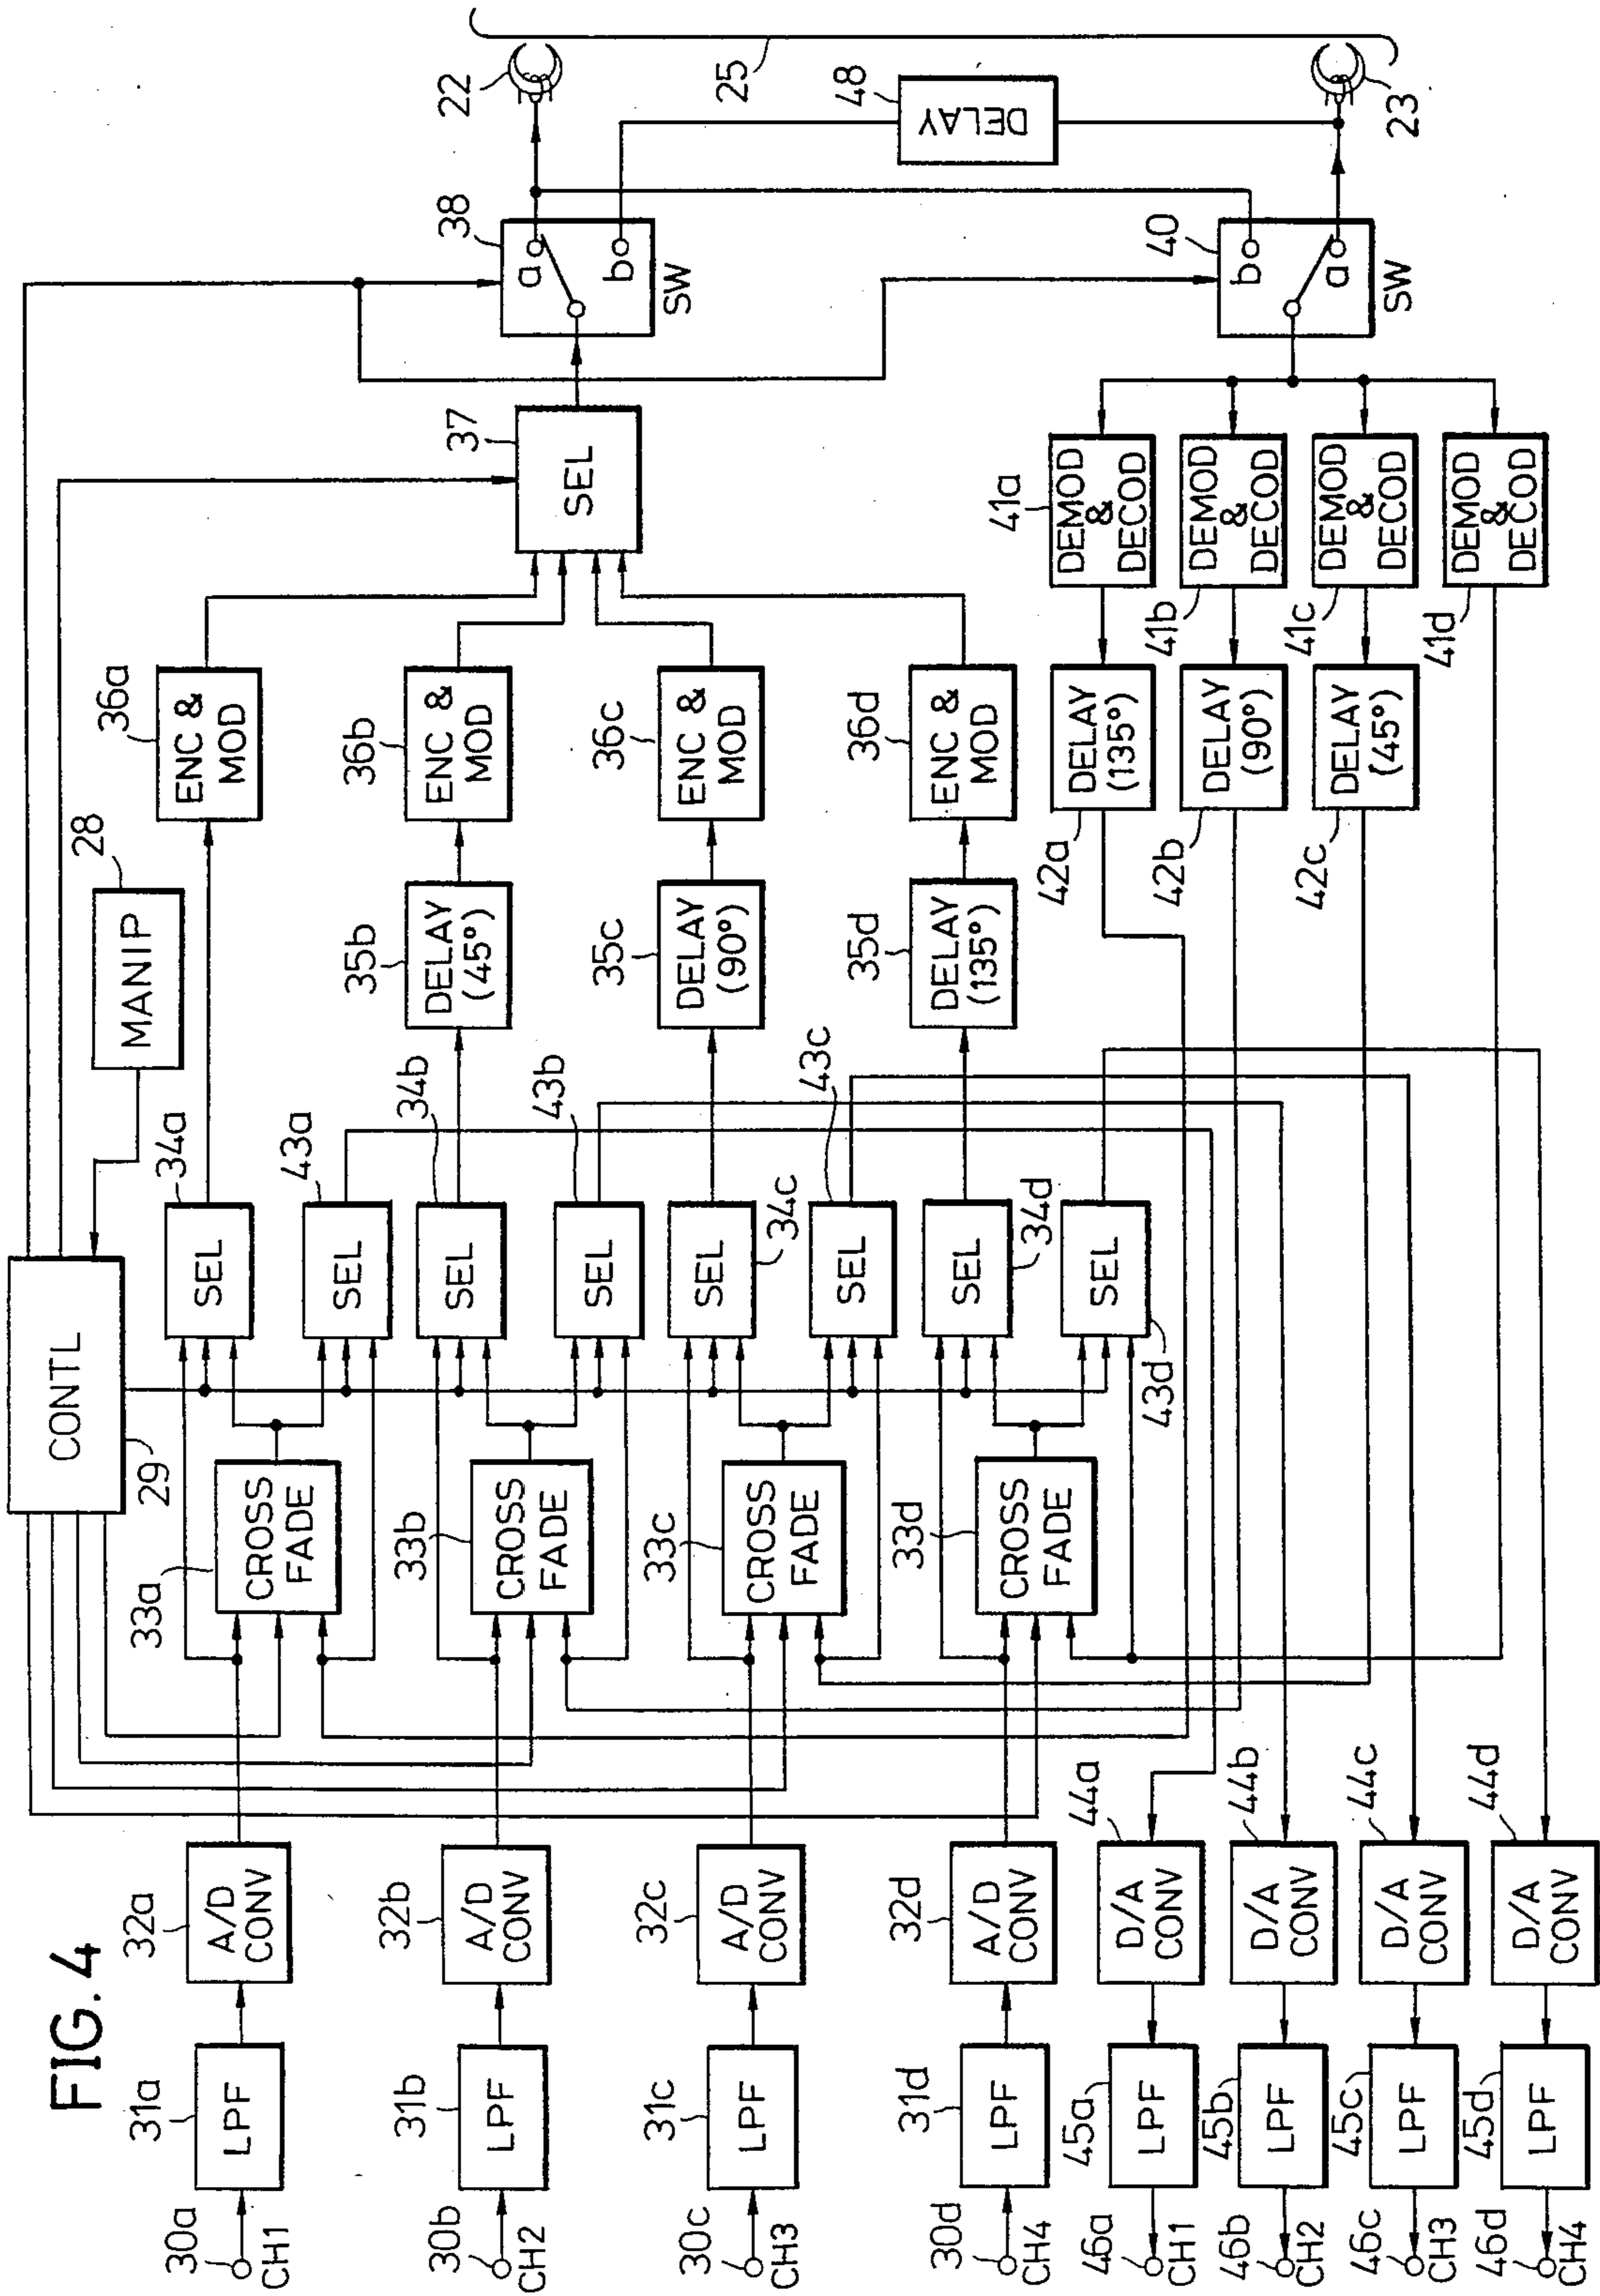 FIG. 4
30a
CH1
31a
LPF
32a
A/D
CONV
33a
CROSS
FADE
29
CONTL
28
MANIP
34a
SEL
43a
SEL
36a
ENC &
MOD
30b
CH2
31b
LPF
32b
A/D
CONV
33b
CROSS
FADE
34b
SEL
43b
SEL
35b
DELAY
(45°)
36b
ENC &
MOD
30c
CH3
31c
LPF
32c
A/D
CONV
33c
CROSS
FADE
34c
SEL
43c
SEL
35c
DELAY
(90°)
36c
ENC &
MOD
30d
CH4
31d
LPF
32d
A/D
CONV
33d
CROSS
FADE
34d
SEL
43d
SEL
35d
DELAY
(135°)
36d
ENC &
MOD
37
SEL
38
a
b
SW
22
25
48
DELAY
23
40
b
a
SW
41a
DEMOD
&
DECOD
41b
DEMOD
&
DECOD
41c
DEMOD
&
DECOD
41d
DEMOD
&
DECOD
42a
DELAY
(135°)
42b
DELAY
(90°)
42c
DELAY
(45°)
44a
D/A
CONV
45a
LPF
46a
CH1
44b
D/A
CONV
45b
LPF
46b
CH2
44c
D/A
CONV
45c
LPF
46c
CH3
44d
D/A
CONV
45d
LPF
46d
CH4